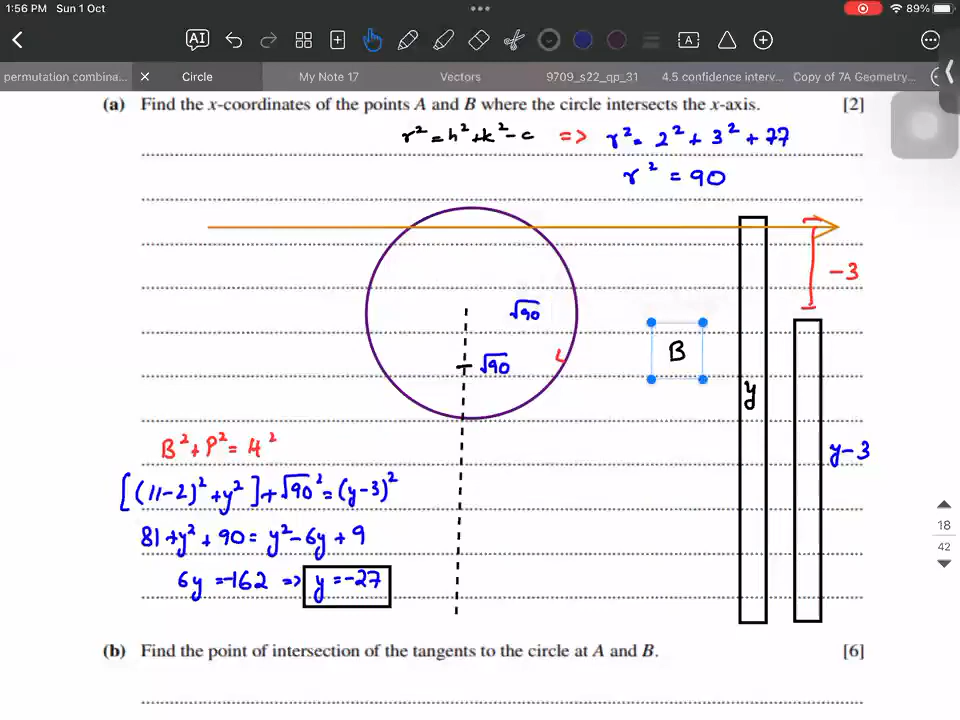 1:56 PM Sun 1 Oct
89%
AI
A
permutation combina...
Circle
My Note 17
Vectors
9709_s22_qp_31
4.5 confidence interv...
Copy of 7A Geometry...
(a) Find the x-coordinates of the points A and B where the circle intersects the x-axis. [2]
r² = h² + k² - c => r² = 2² + 3² + 77
r² = 90
-3
√90
B
√90
y
B² + P² = H²
y-3
[(11-2)² + y²] + √90² = (y-3)²
81 + y² + 90 = y² - 6y + 9
6y = -162 => y = -27
18
42
(b) Find the point of intersection of the tangents to the circle at A and B. [6]